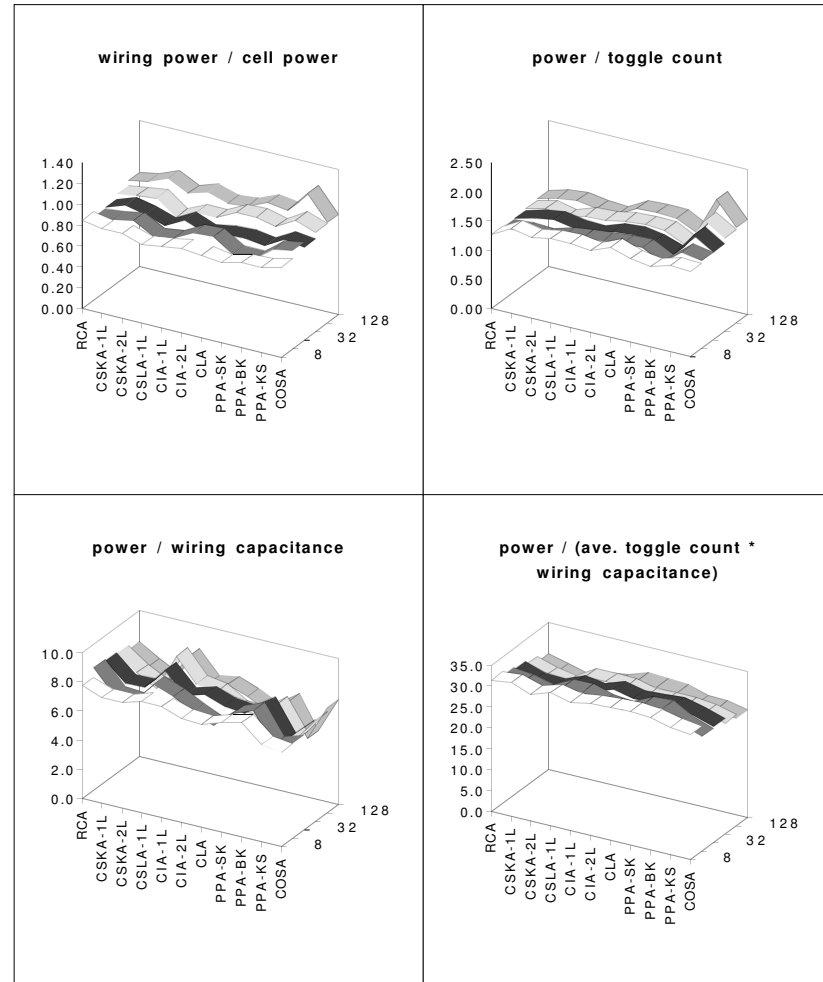 wiring power / cell power
1.40
1.20
1.00
0.80
0.60
0.40
0.20
0.00
RCA
CSKA-1L
CSKA-2L
CSLA-1L
CIA-1L
CIA-2L
CLA
PPA-SK
PPA-BK
PPA-KS
COSA
8
32
128
power / toggle count
2.50
2.00
1.50
1.00
0.50
0.00
RCA
CSKA-1L
CSKA-2L
CSLA-1L
CIA-1L
CIA-2L
CLA
PPA-SK
PPA-BK
PPA-KS
COSA
8
32
128
power / wiring capacitance
10.0
8.0
6.0
4.0
2.0
0.0
RCA
CSKA-1L
CSKA-2L
CSLA-1L
CIA-1L
CIA-2L
CLA
PPA-SK
PPA-BK
PPA-KS
COSA
8
32
128
power / (ave. toggle count *
wiring capacitance)
35.0
30.0
25.0
20.0
15.0
10.0
5.0
0.0
RCA
CSKA-1L
CSKA-2L
CSLA-1L
CIA-1L
CIA-2L
CLA
PPA-SK
PPA-BK
PPA-KS
COSA
8
32
128